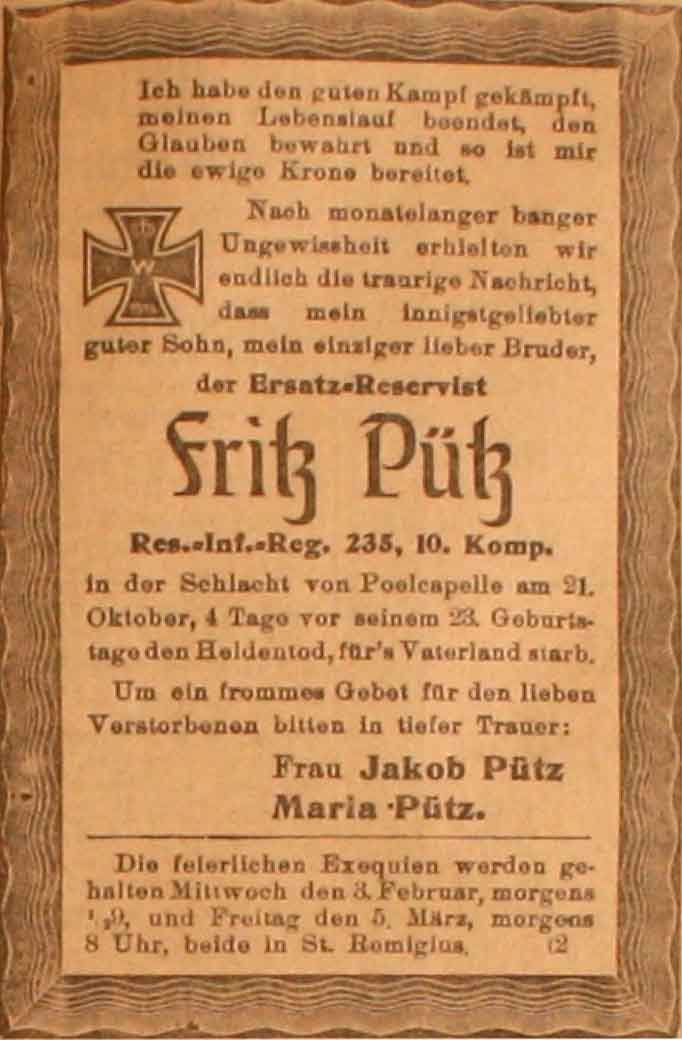 Ich habe den guten Kampf gekämpft,
meinen Lebenslauf beendet, den
Glauben bewahrt und so ist mir
die ewige Krone bereitet.
Nach monatelanger banger
Ungewissheit erhielten wir
endlich die traurige Nachricht,
dass mein innigstgeliebter
guter Sohn, mein einziger lieber Bruder,
der Ersatz-Reservist
Fritz Pütz
Res.-Inf.-Reg. 235, 10. Komp.
in der Schlacht von Poelcapelle am 21.
Oktober, 4 Tage vor seinem 23. Geburts-
tage den Heldentod, für's Vaterland starb.
Um ein frommes Gebet für den lieben
Verstorbenen bitten in tiefer Trauer:
Frau Jakob Pütz
Maria Pütz.
Die feierlichen Exequien werden ge-
halten Mittwoch den 3. Februar, morgens
½9, und Freitag den 5. März, morgens
8 Uhr, beide in St. Remigius. (2
W